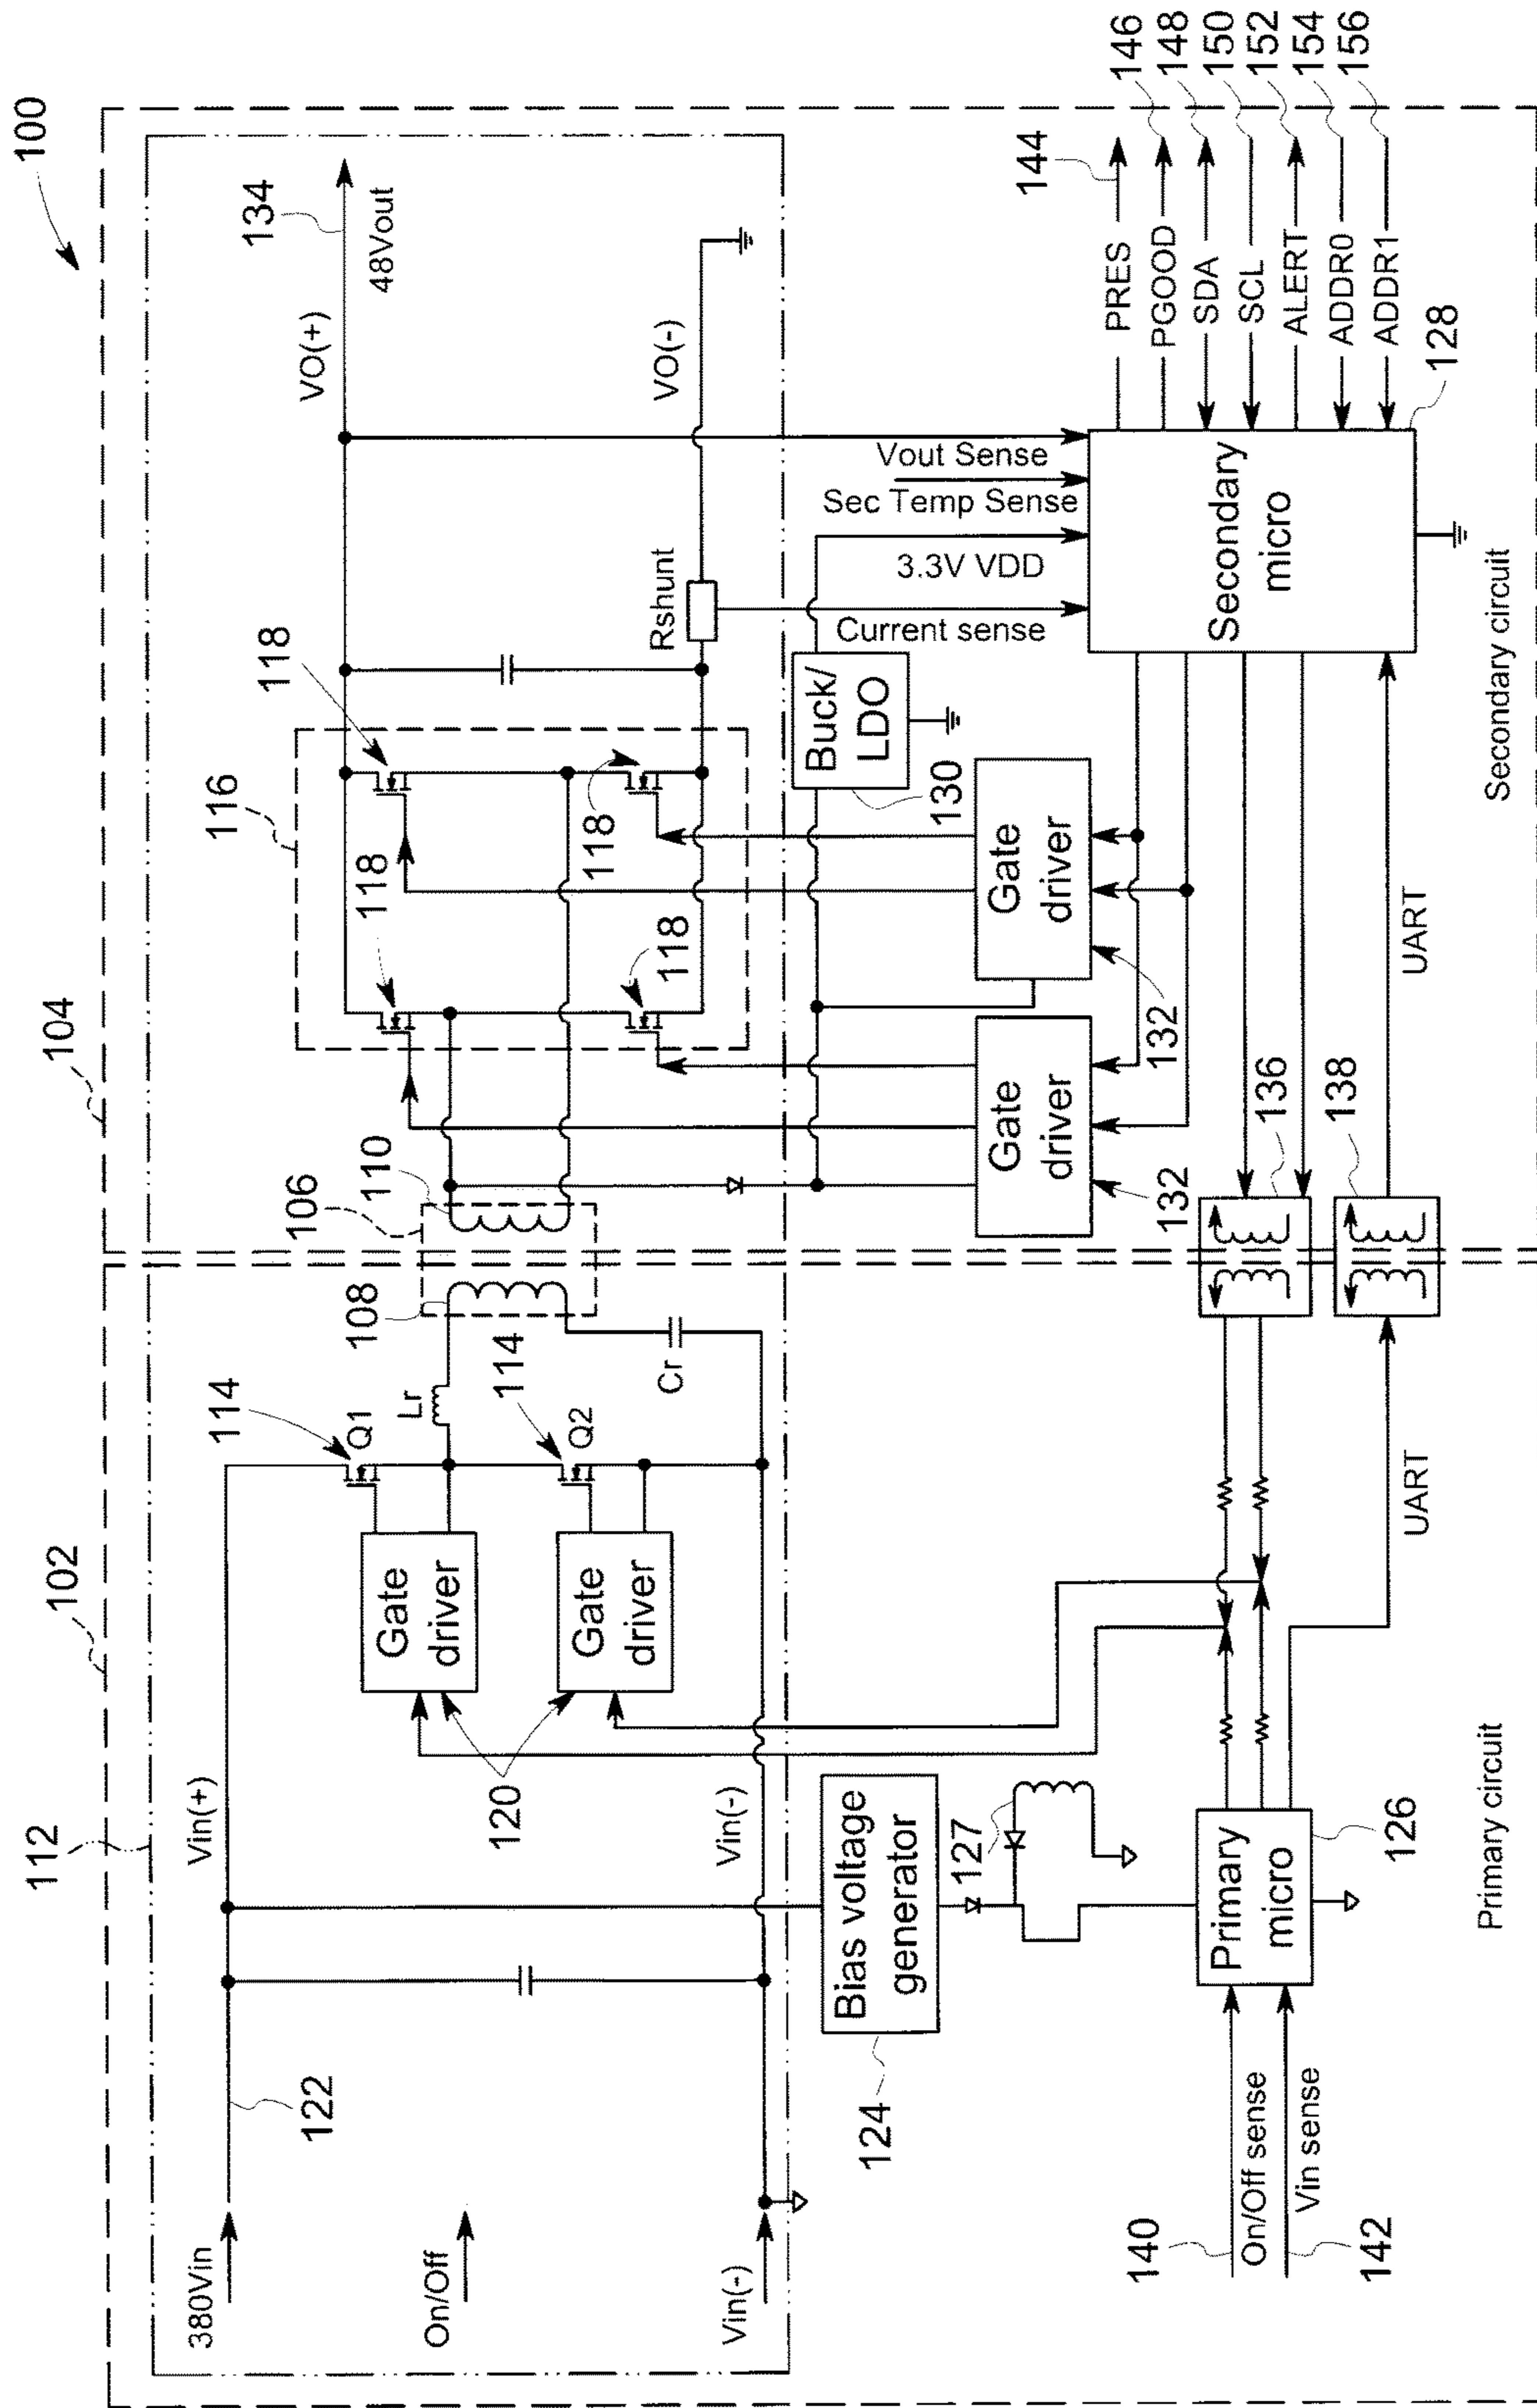 100
102
104
112
380Vin
122
Vin(+)
On/Off
Vin(-)
Vin(-)
114
Q1
Lr
114
Q2
Cr
Gate
driver
Gate
driver
120
108
106
110
116
118
118
118
118
VO(+)
134
48Vout
VO(-)
Rshunt
Bias voltage
generator
124
127
Primary
micro
126
140
On/Off sense
Vin sense
142
UART
Primary circuit
Gate
driver
132
Gate
driver
132
Buck/
LDO
130
Vout Sense
Sec Temp Sense
3.3V VDD
Current sense
Secondary
micro
128
136
138
UART
144
PRES
146
PGOOD
148
SDA
150
SCL
152
ALERT
154
ADDR0
156
ADDR1
Secondary circuit